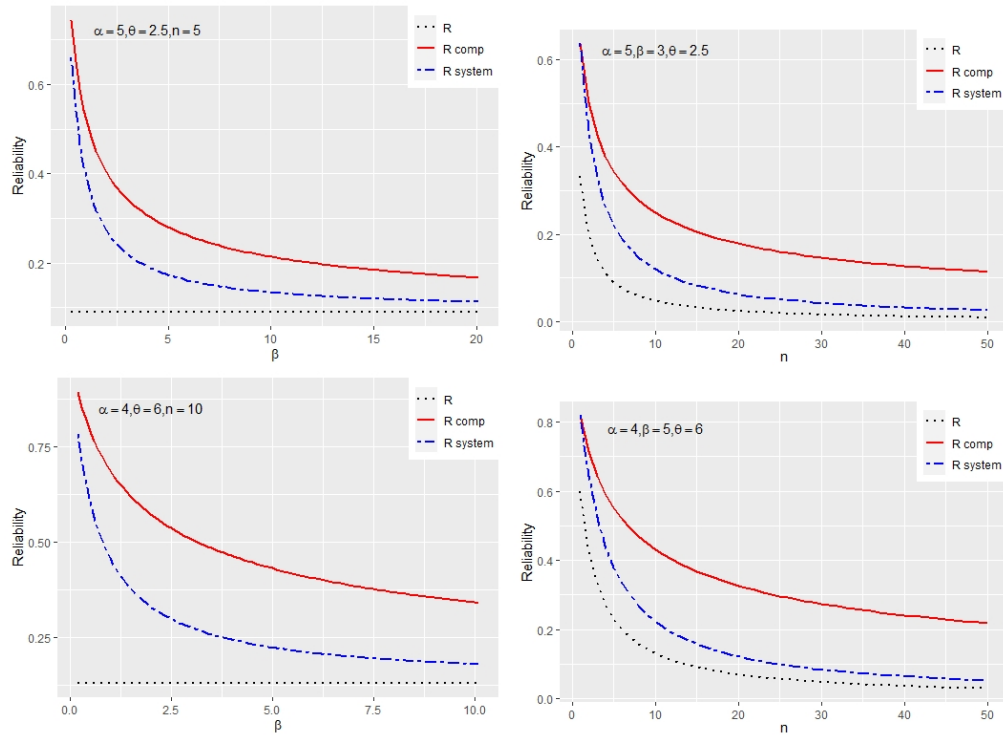 α = 5,θ = 2.5,n = 5
R
R comp
R system
Reliability
0.6
0.4
0.2
0 5 10 15 20
β
α = 5,β = 3,θ = 2.5
R
R comp
R system
Reliability
0.6
0.4
0.2
0.0
0 10 20 30 40 50
n
α = 4,θ = 6,n = 10
R
R comp
R system
Reliability
0.75
0.50
0.25
0.0 2.5 5.0 7.5 10.0
β
α = 4,β = 5,θ = 6
R
R comp
R system
Reliability
0.8
0.6
0.4
0.2
0.0
0 10 20 30 40 50
n